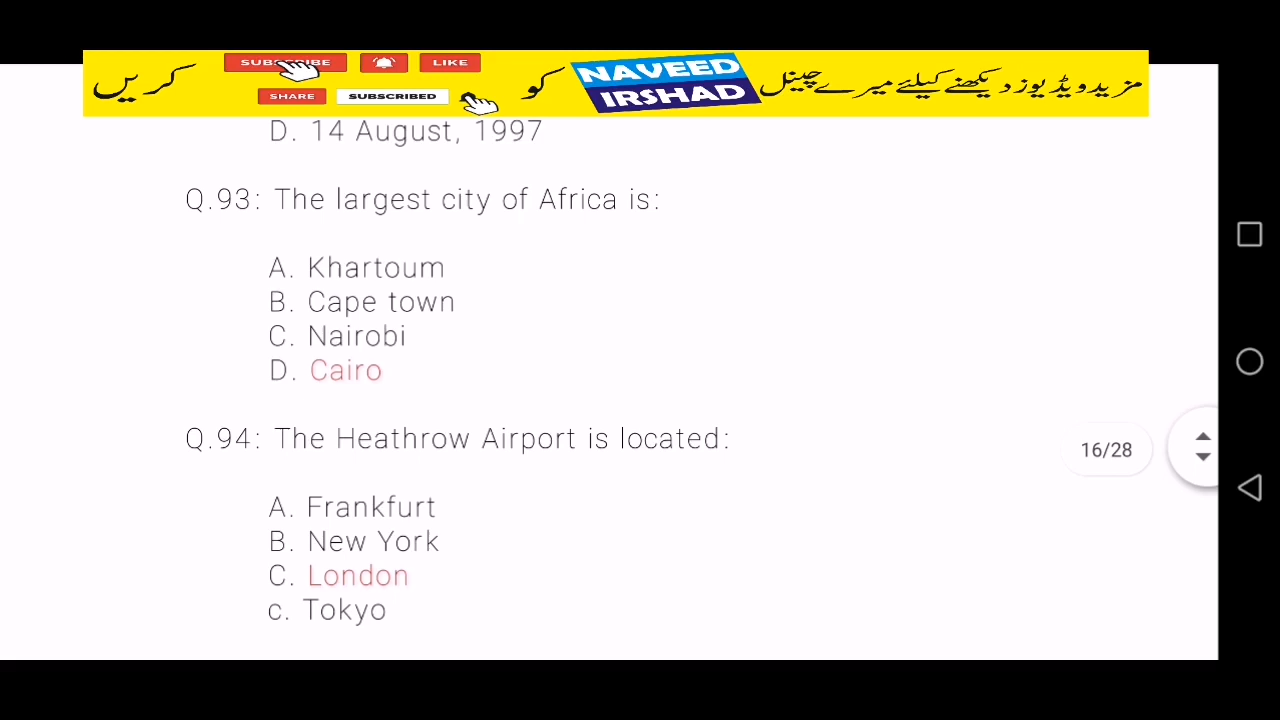 SUBSCRIBE LIKE
SHARE SUBSCRIBED
مزید ویڈیوز دیکھنے کیلئے میرے چینل NAVEED IRSHAD کو کریں
D. 14 August, 1997
Q.93: The largest city of Africa is:
A. Khartoum
B. Cape town
C. Nairobi
D. Cairo
Q.94: The Heathrow Airport is located:
A. Frankfurt
B. New York
C. London
c. Tokyo
16/28